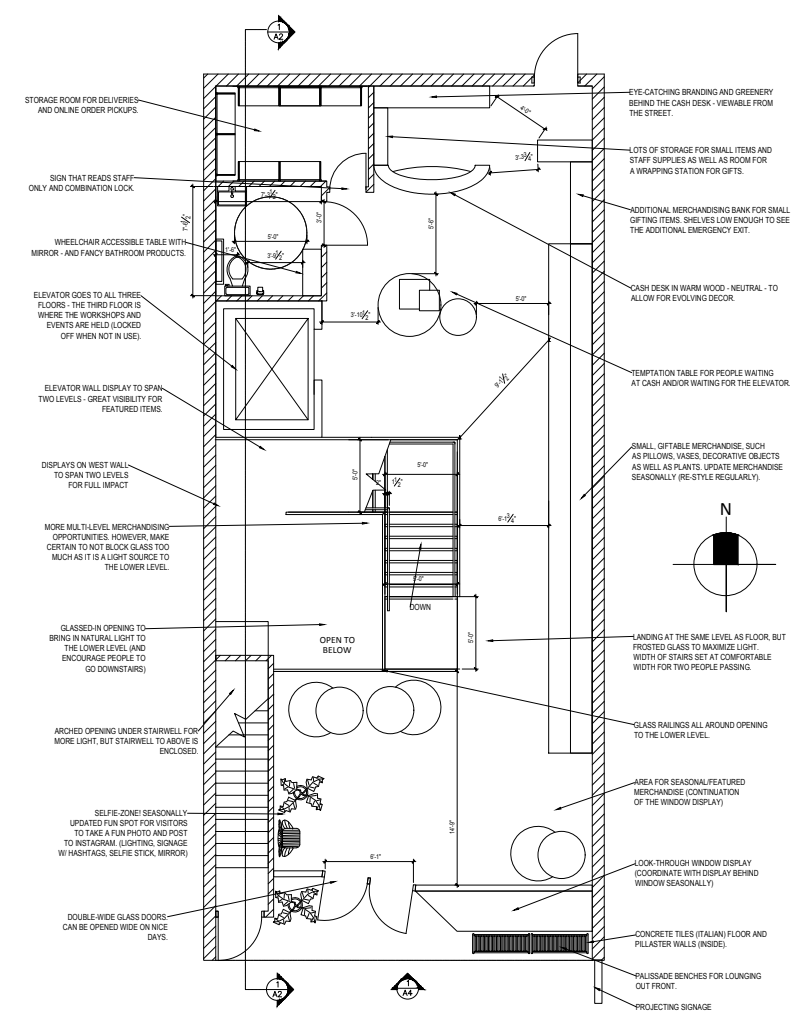 1
A2
STORAGE ROOM FOR DELIVERIES
AND ONLINE ORDER PICKUPS.
SIGN THAT READS STAFF
ONLY AND COMBINATION LOCK.
WHEELCHAIR ACCESSIBLE TABLE WITH
MIRROR - AND FANCY BATHROOM PRODUCTS.
ELEVATOR GOES TO ALL THREE
FLOORS - THE THIRD FLOOR IS
WHERE THE WORKSHOPS AND
EVENTS ARE HELD (LOCKED
OFF WHEN NOT IN USE).
ELEVATOR WALL DISPLAY TO SPAN
TWO LEVELS - GREAT VISIBILITY FOR
FEATURED ITEMS.
DISPLAYS ON WEST WALL
TO SPAN TWO LEVELS
FOR FULL IMPACT
MORE MULTI-LEVEL MERCHANDISING
OPPORTUNITIES. HOWEVER, MAKE
CERTAIN TO NOT BLOCK GLASS TOO
MUCH AS IT IS A LIGHT SOURCE TO
THE LOWER LEVEL.
GLASSED-IN OPENING TO
BRING IN NATURAL LIGHT TO
THE LOWER LEVEL (AND
ENCOURAGE PEOPLE TO
GO DOWNSTAIRS)
ARCHED OPENING UNDER STAIRWELL FOR
MORE LIGHT, BUT STAIRWELL TO ABOVE IS
ENCLOSED.
SELFIE-ZONE! SEASONALLY
UPDATED FUN SPOT FOR VISITORS
TO TAKE A FUN PHOTO AND POST
TO INSTAGRAM. (LIGHTING, SIGNAGE
W/ HASHTAGS, SELFIE STICK, MIRROR)
DOUBLE-WIDE GLASS DOORS.
CAN BE OPENED WIDE ON NICE
DAYS.
4'-0"
3'-0"
5'-0"
1'-6"
5'-6"
5'-0"
5'-0"
5'-0"
DOWN
5'-0"
OPEN TO
BELOW
14'-9"
6'-1"
EYE-CATCHING BRANDING AND GREENERY
BEHIND THE CASH DESK - VIEWABLE FROM
THE STREET.
LOTS OF STORAGE FOR SMALL ITEMS AND
STAFF SUPPLIES AS WELL AS ROOM FOR
A WRAPPING STATION FOR GIFTS.
ADDITIONAL MERCHANDISING BANK FOR SMALL
GIFTING ITEMS. SHELVES LOW ENOUGH TO SEE
THE ADDITIONAL EMERGENCY EXIT.
CASH DESK IN WARM WOOD - NEUTRAL - TO
ALLOW FOR EVOLVING DECOR.
TEMPTATION TABLE FOR PEOPLE WAITING
AT CASH AND/OR WAITING FOR THE ELEVATOR.
SMALL, GIFTABLE MERCHANDISE, SUCH
AS PILLOWS, VASES, DECORATIVE OBJECTS
AS WELL AS PLANTS. UPDATE MERCHANDISE
SEASONALLY (RE-STYLE REGULARLY).
N
LANDING AT THE SAME LEVEL AS FLOOR, BUT
FROSTED GLASS TO MAXIMIZE LIGHT.
WIDTH OF STAIRS SET AT COMFORTABLE
WIDTH FOR TWO PEOPLE PASSING.
GLASS RAILINGS ALL AROUND OPENING
TO THE LOWER LEVEL.
AREA FOR SEASONAL/FEATURED
MERCHANDISE (CONTINUATION
OF THE WINDOW DISPLAY)
LOOK-THROUGH WINDOW DISPLAY
(COORDINATE WITH DISPLAY BEHIND
WINDOW SEASONALLY)
CONCRETE TILES (ITALIAN) FLOOR AND
PILLASTER WALLS (INSIDE).
PALISSADE BENCHES FOR LOUNGING
OUT FRONT.
PROJECTING SIGNAGE
1
A2
1
A4